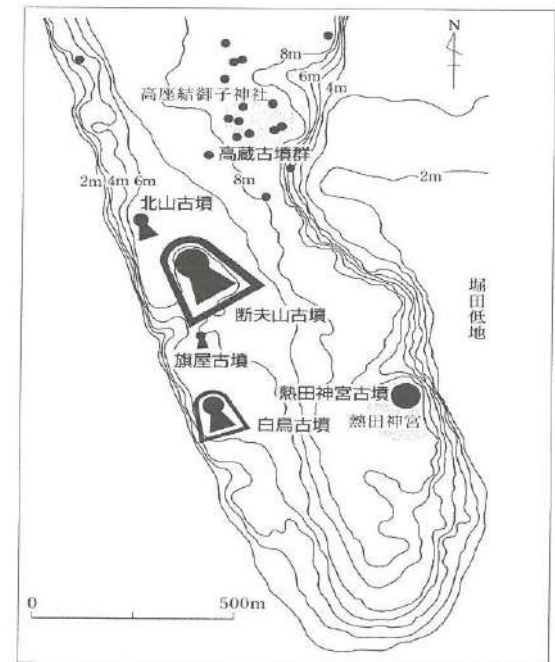 N
8m
6m
4m
高座結御子神社
高蔵古墳群
8m
2m 4m 6m
2m
北山古墳
堀田低地
断夫山古墳
旗屋古墳
熱田神宮古墳
熱田神宮
白鳥古墳
0 500m